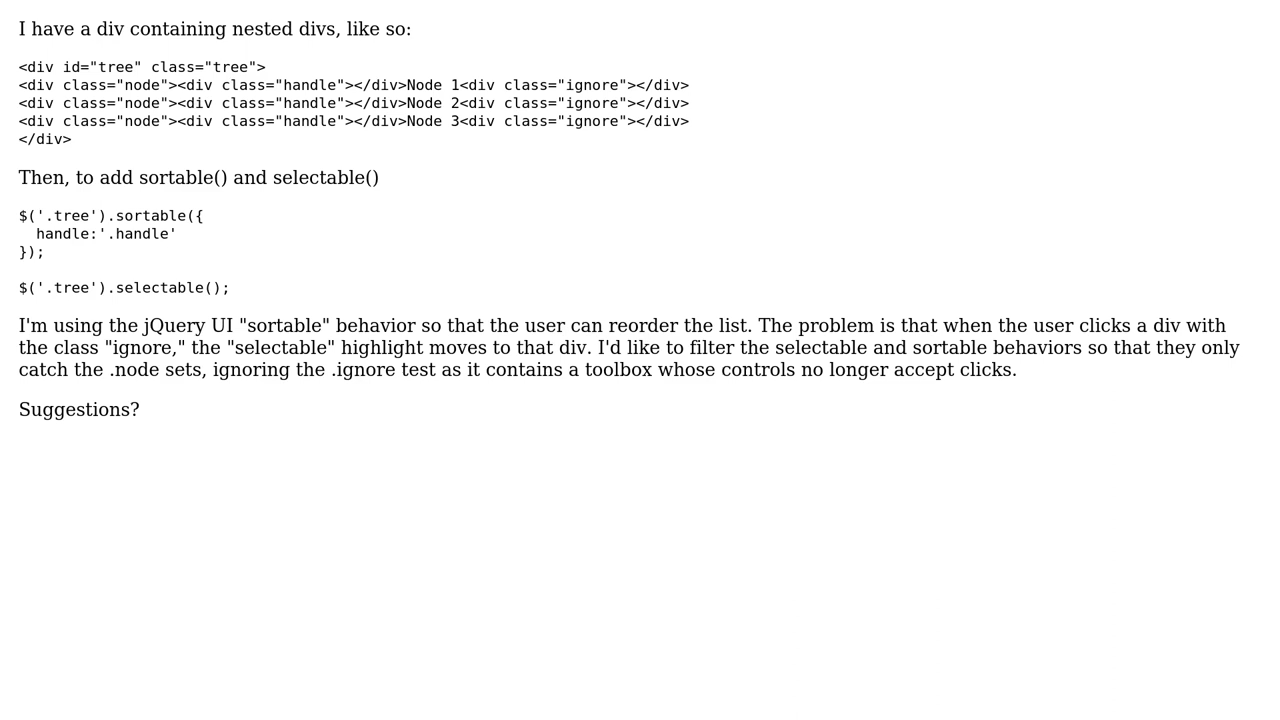 I have a div containing nested divs, like so:
<div id="tree" class="tree">
<div class="node"><div class="handle"></div>Node 1<div class="ignore"></div>
<div class="node"><div class="handle"></div>Node 2<div class="ignore"></div>
<div class="node"><div class="handle"></div>Node 3<div class="ignore"></div>
</div>
Then, to add sortable() and selectable()
$('.tree').sortable({
  handle:'.handle'
});
$('.tree').selectable();
I'm using the jQuery UI "sortable" behavior so that the user can reorder the list. The problem is that when the user clicks a div with
the class "ignore," the "selectable" highlight moves to that div. I'd like to filter the selectable and sortable behaviors so that they only
catch the .node sets, ignoring the .ignore test as it contains a toolbox whose controls no longer accept clicks.
Suggestions?